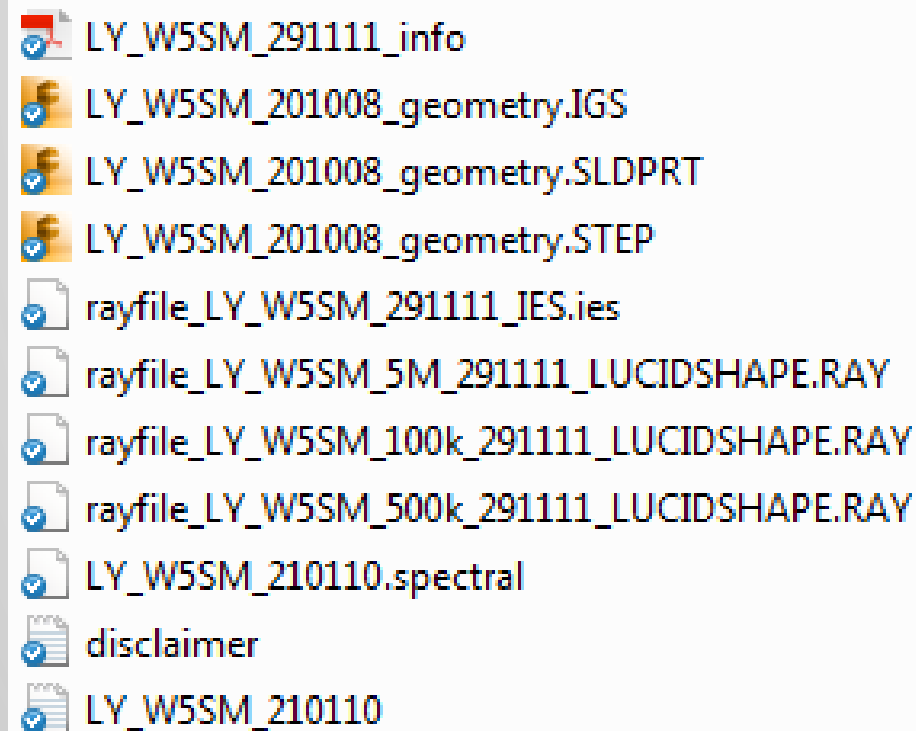 LY_W5SM_291111_info
LY_W5SM_201008_geometry.IGS
LY_W5SM_201008_geometry.SLDPRT
LY_W5SM_201008_geometry.STEP
rayfile_LY_W5SM_291111_IES.ies
rayfile_LY_W5SM_5M_291111_LUCIDSHAPE.RAY
rayfile_LY_W5SM_100k_291111_LUCIDSHAPE.RAY
rayfile_LY_W5SM_500k_291111_LUCIDSHAPE.RAY
LY_W5SM_210110.spectral
disclaimer
LY_W5SM_210110